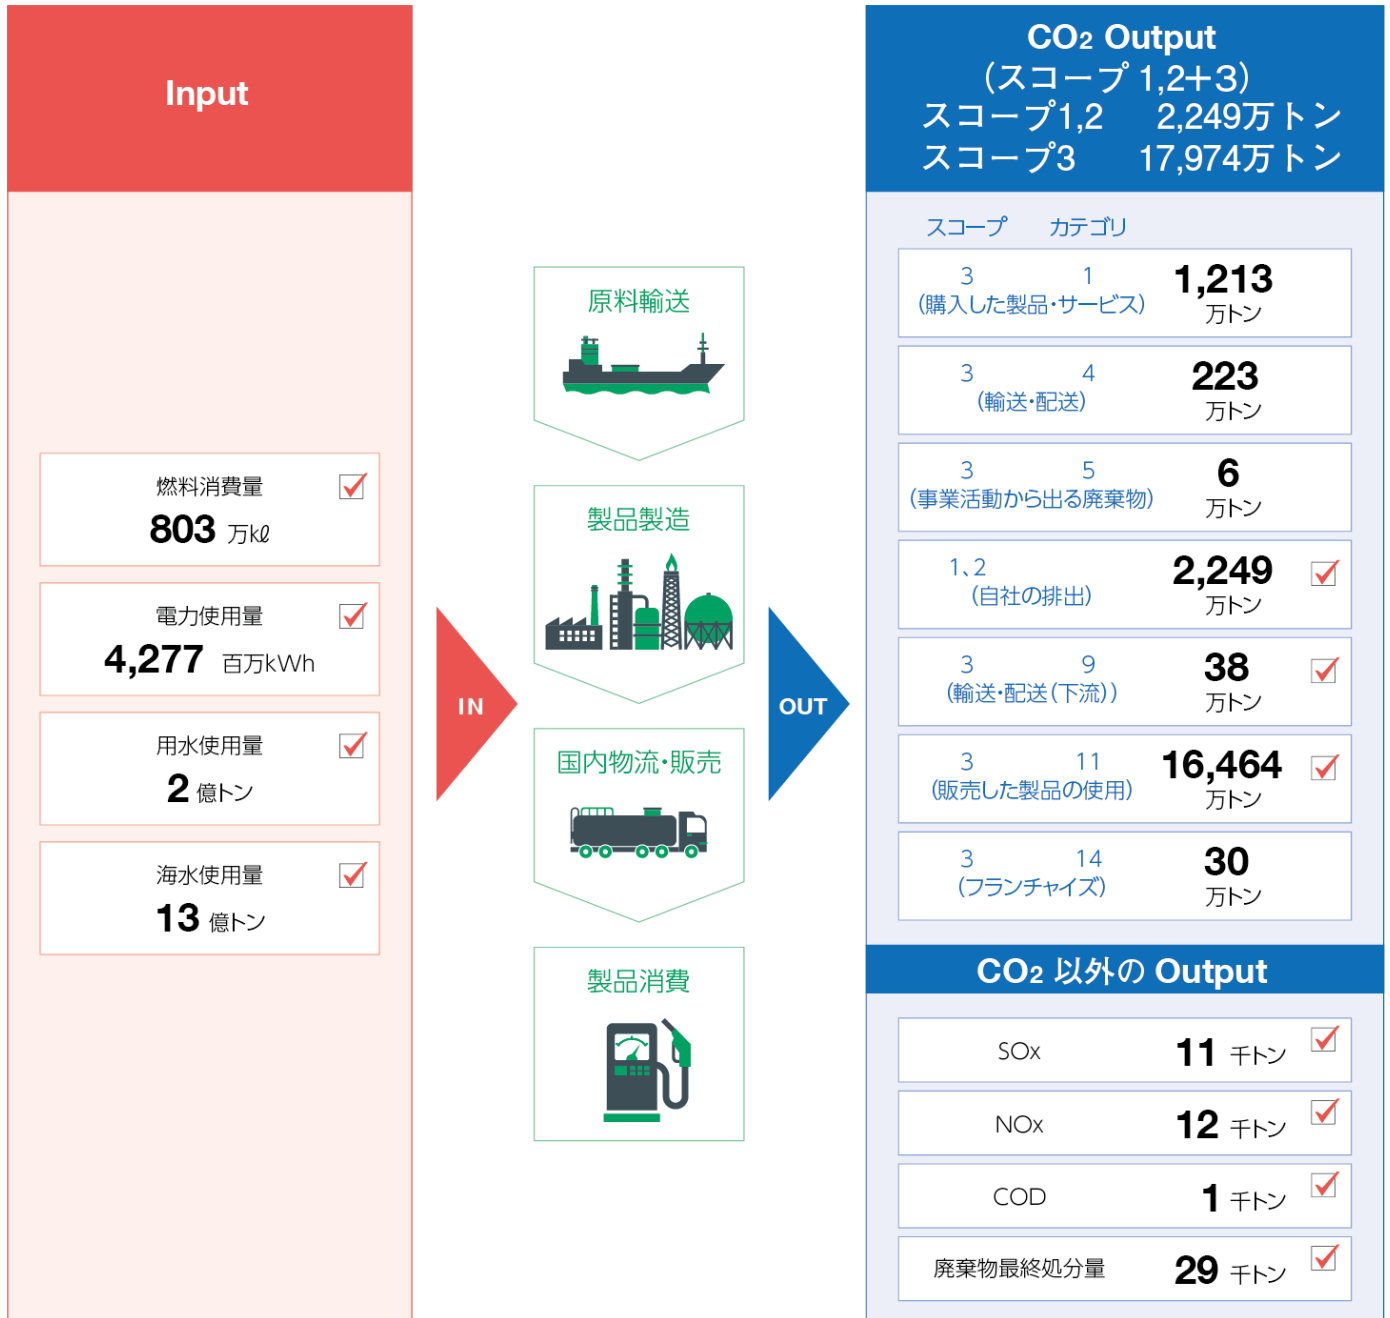 Input
燃料消費量
803 万kℓ
電力使用量
4,277 百万kWh
用水使用量
2 億トン
海水使用量
13 億トン
IN
原料輸送
製品製造
国内物流・販売
製品消費
OUT
CO2 Output
（スコープ 1,2＋3）
スコープ1,2 2,249万トン
スコープ3 17,974万トン
スコープ カテゴリ
3 1 1,213
（購入した製品・サービス） 万トン
3 4 223
（輸送・配送） 万トン
3 5 6
（事業活動から出る廃棄物） 万トン
1、2 2,249
（自社の排出） 万トン
3 9 38
（輸送・配送（下流）） 万トン
3 11 16,464
（販売した製品の使用） 万トン
3 14 30
（フランチャイズ） 万トン
CO2 以外の Output
SOx 11 千トン
NOx 12 千トン
COD 1 千トン
廃棄物最終処分量 29 千トン